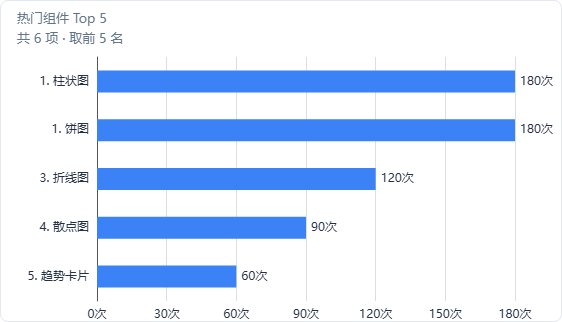 热门组件 Top 5
共 6 项 · 取前 5 名
1. 柱状图
180次
1. 饼图
180次
3. 折线图
120次
4. 散点图
90次
5. 趋势卡片
60次
0次 30次 60次 90次 120次 150次 180次